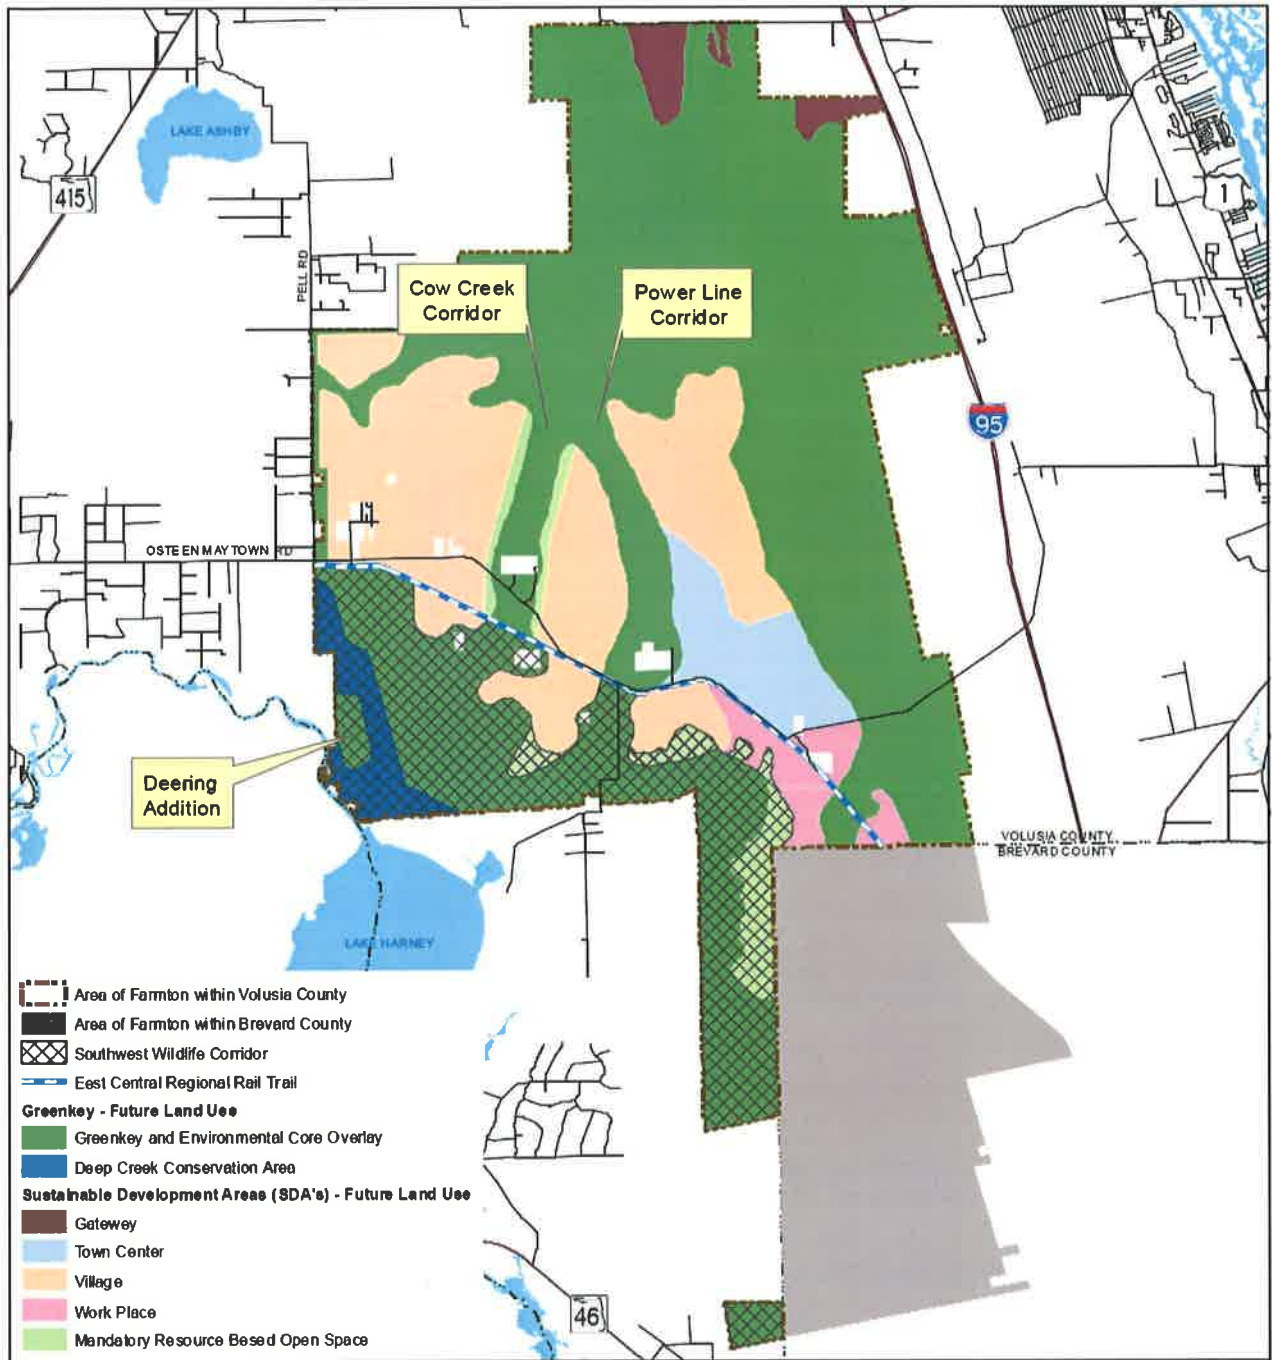 LAKE ASHBY
415
1
PELL RD
Cow Creek
Corridor
Power Line
Corridor
95
OSTEEN MAYTOWN RD
Deering
Addition
VOLUSIA COUNTY
BREVARD COUNTY
LAKE HARNEY
Area of Farmton within Volusia County
Area of Farmton within Brevard County
Southwest Wildlife Corridor
East Central Regional Rail Trail
Greenkey - Future Land Use
Greenkey and Environmental Core Overlay
Deep Creek Conservation Area
Sustainable Development Areas (SDA's) - Future Land Use
Gateway
Town Center
Village
Work Place
Mandatory Resource Based Open Space
46